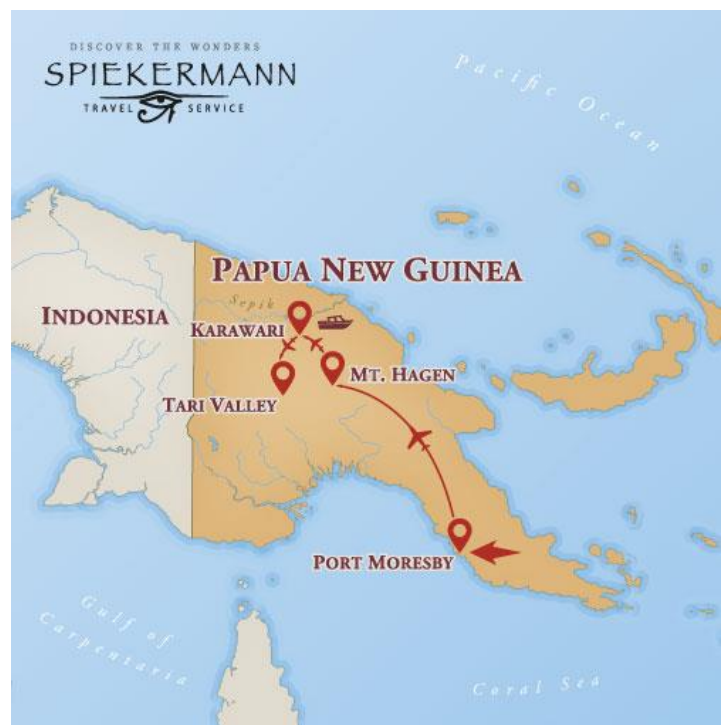 DISCOVER THE WONDERS
SPIEKERMANN
TRAVEL SERVICE
Pacific Ocean
PAPUA NEW GUINEA
Sepik
INDONESIA
KARAWARI
MT. HAGEN
TARI VALLEY
PORT MORESBY
Gulf of
Carpentaria
Coral Sea